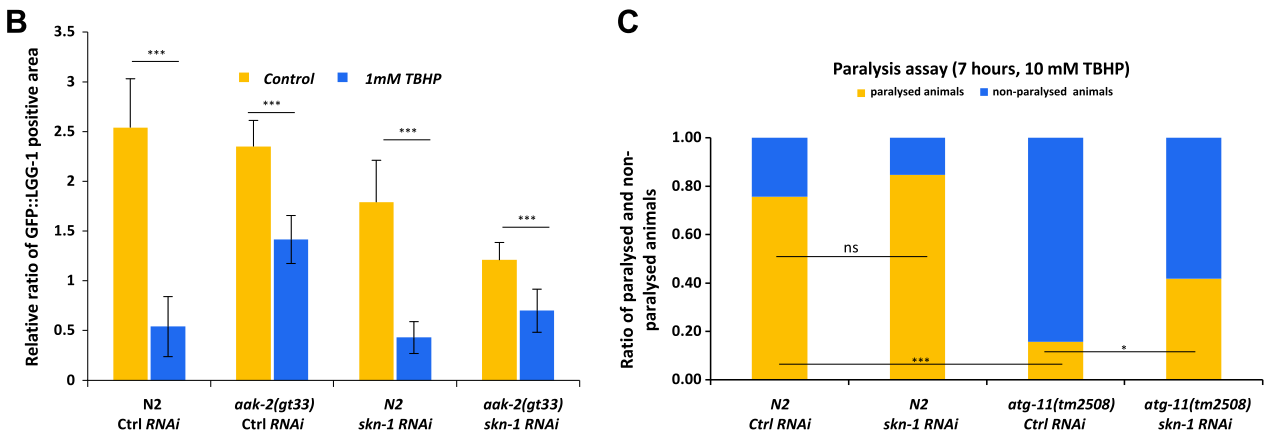 B
Relative ratio of GFP::LGG-1 positive area
3.5
3
2.5
2
1.5
1
0.5
0
Control
1mM TBHP
***
***
***
***
N2
Ctrl RNAi
aak-2(gt33)
Ctrl RNAi
N2
skn-1 RNAi
aak-2(gt33)
skn-1 RNAi
C
Paralysis assay (7 hours, 10 mM TBHP)
paralysed animals
non-paralysed animals
Ratio of paralysed and non-
paralysed animals
1.00
0.80
0.60
0.40
0.20
0.00
ns
***
*
N2
Ctrl RNAi
N2
skn-1 RNAi
atg-11(tm2508)
Ctrl RNAi
atg-11(tm2508)
skn-1 RNAi